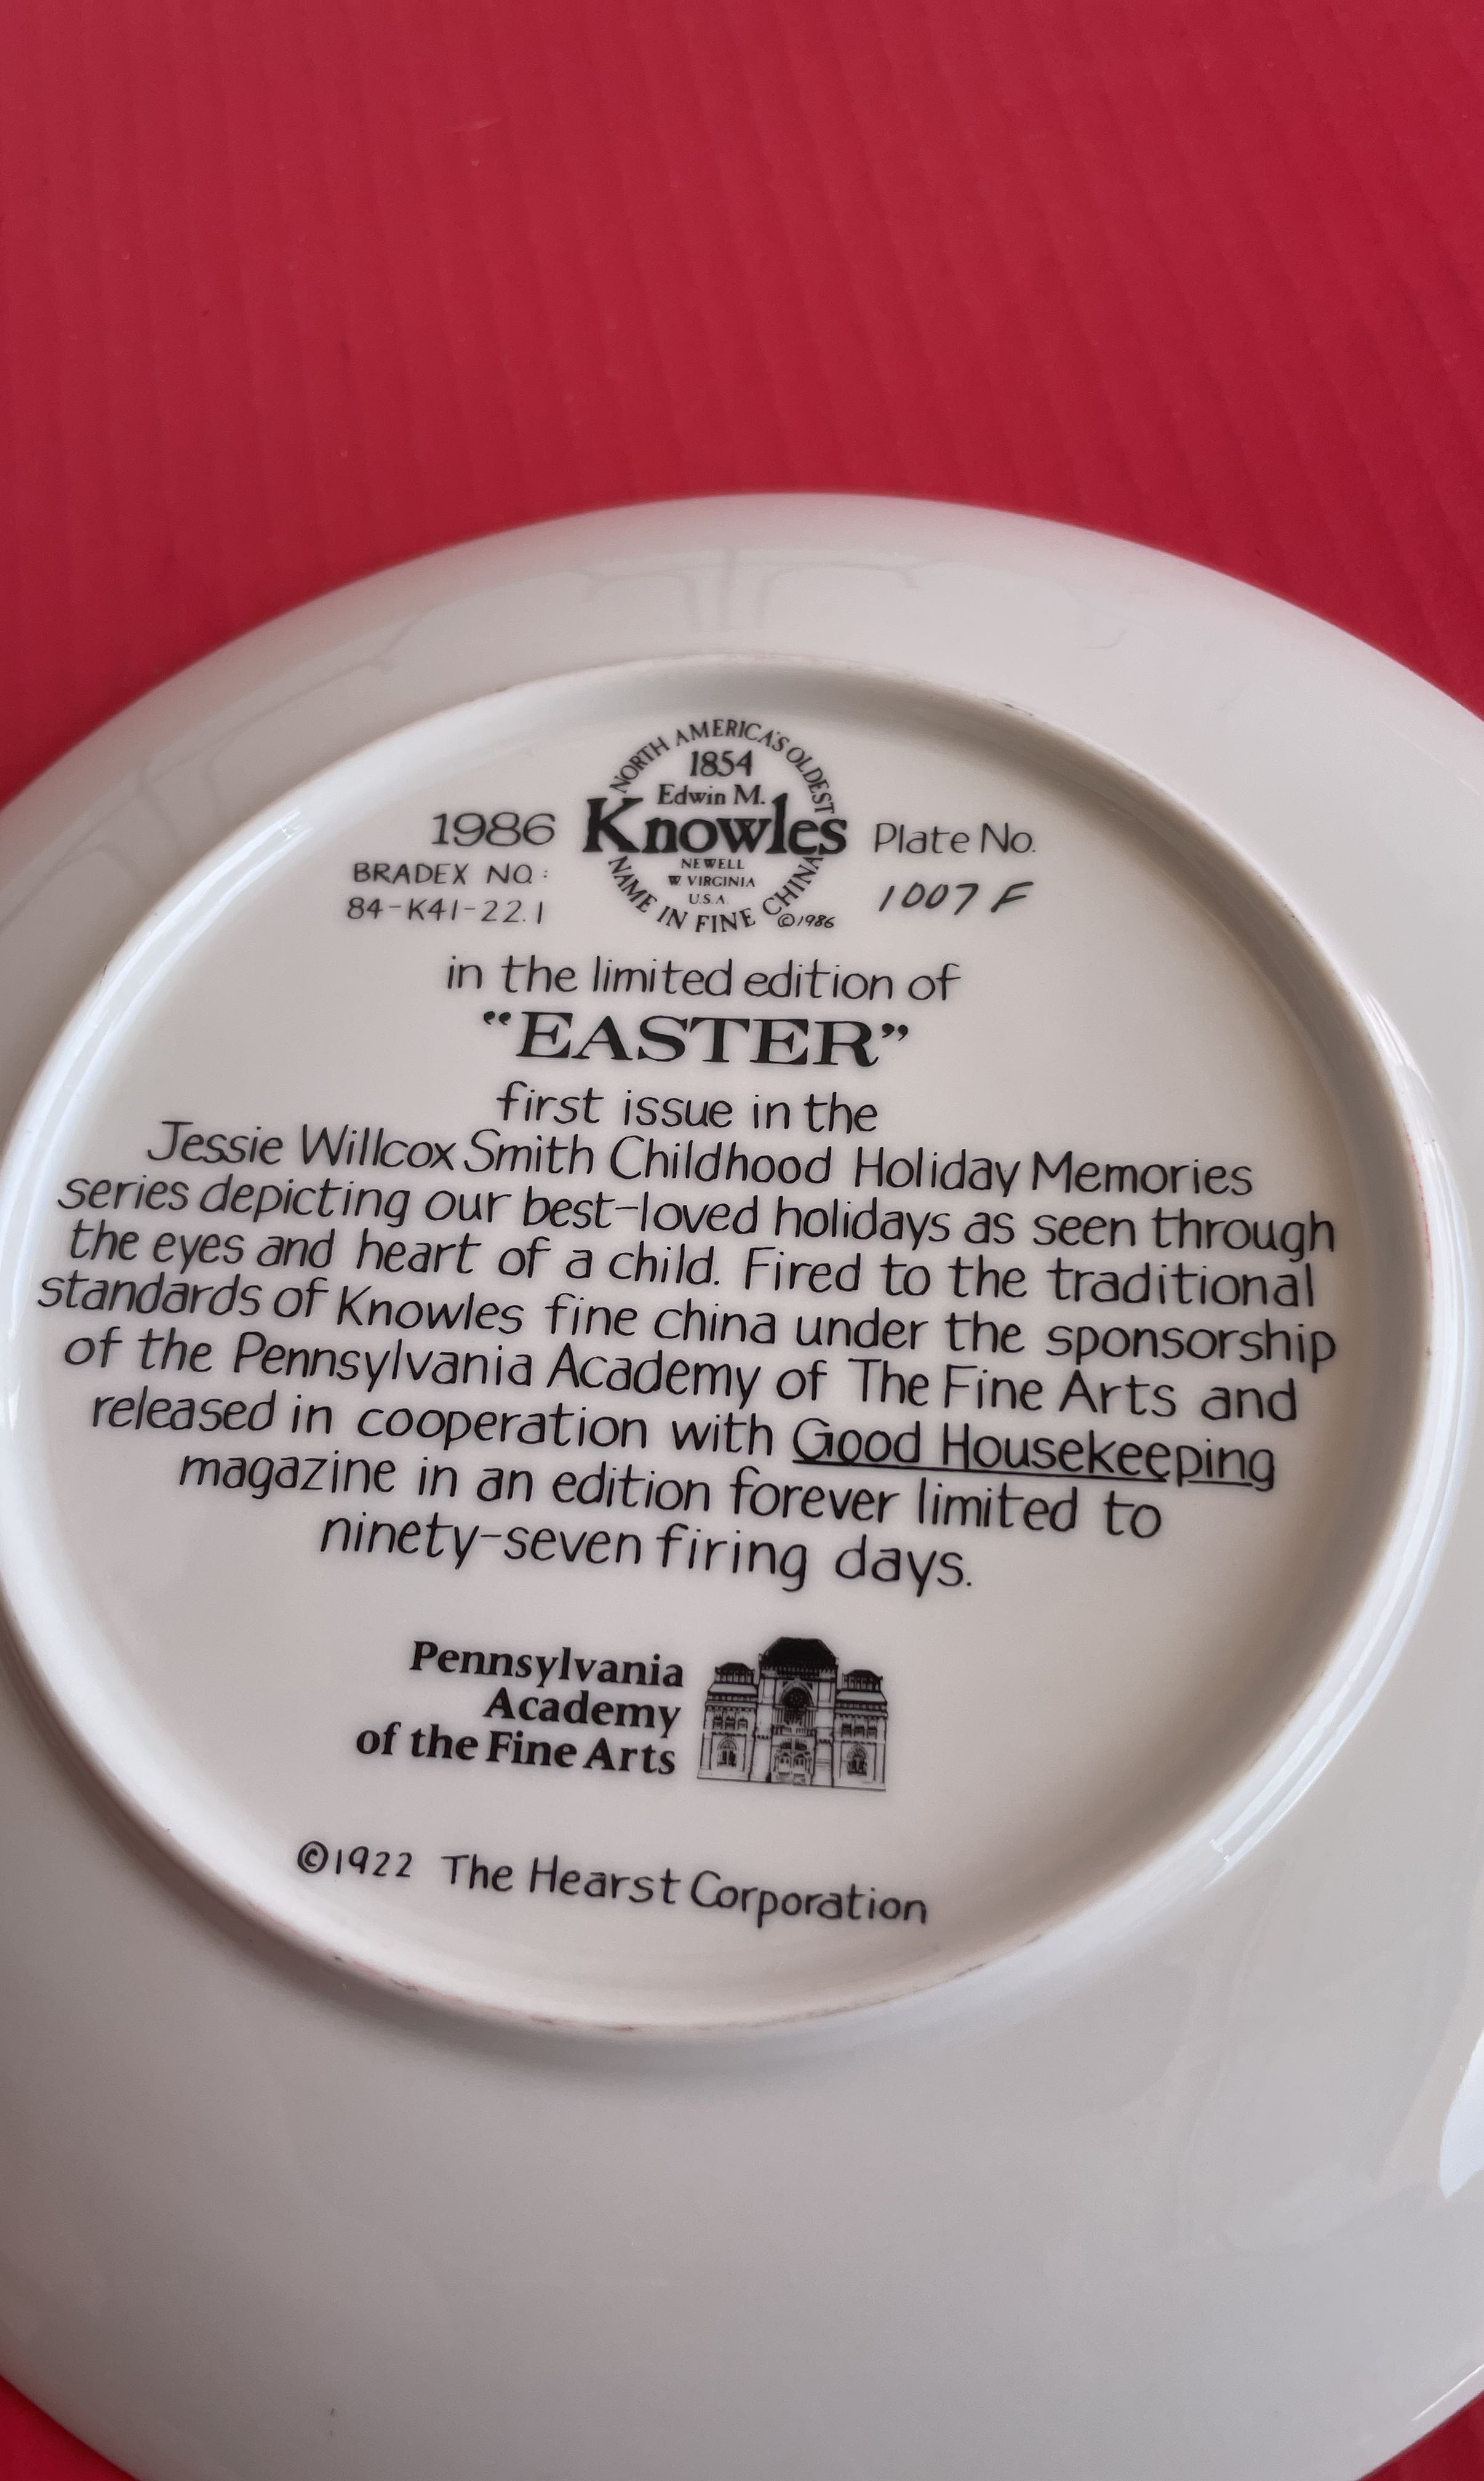 NORTH AMERICA'S OLDEST
1854
Edwin M.
Knowles
NEWELL
W. VIRGINIA
U.S.A.
NAME IN FINE CHINA
©1986
1986
BRADEX NO:
84-K41-22.1
Plate No.
1007 F
in the limited edition of
“EASTER”
first issue in the
Jessie Willcox Smith Childhood Holiday Memories
series depicting our best-loved holidays as seen through
the eyes and heart of a child. Fired to the traditional
standards of Knowles fine china under the sponsorship
of the Pennsylvania Academy of The Fine Arts and
released in cooperation with Good Housekeeping
magazine in an edition forever limited to
ninety-seven firing days.
Pennsylvania
Academy
of the Fine Arts
©1922 The Hearst Corporation